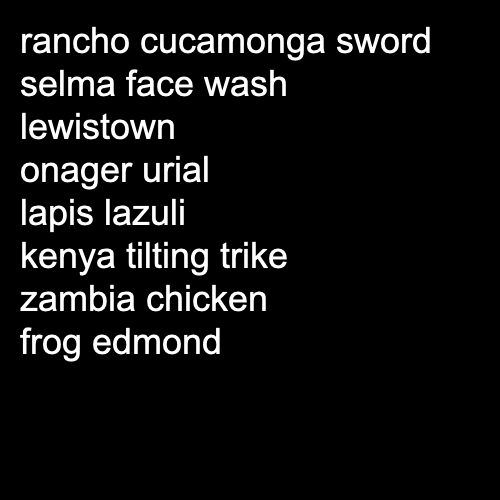 rancho cucamonga sword
selma face wash
lewistown
onager urial
lapis lazuli
kenya tilting trike
zambia chicken
frog edmond